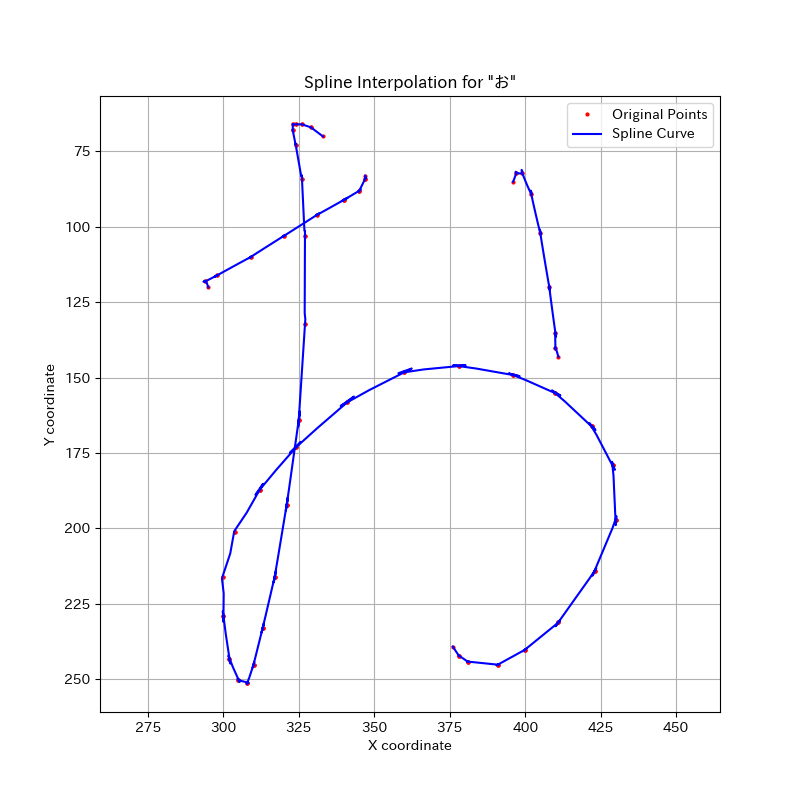 Spline Interpolation for "お"
Original Points
Spline Curve
Y coordinate
75
100
125
150
175
200
225
250
275 300 325 350 375 400 425 450
X coordinate